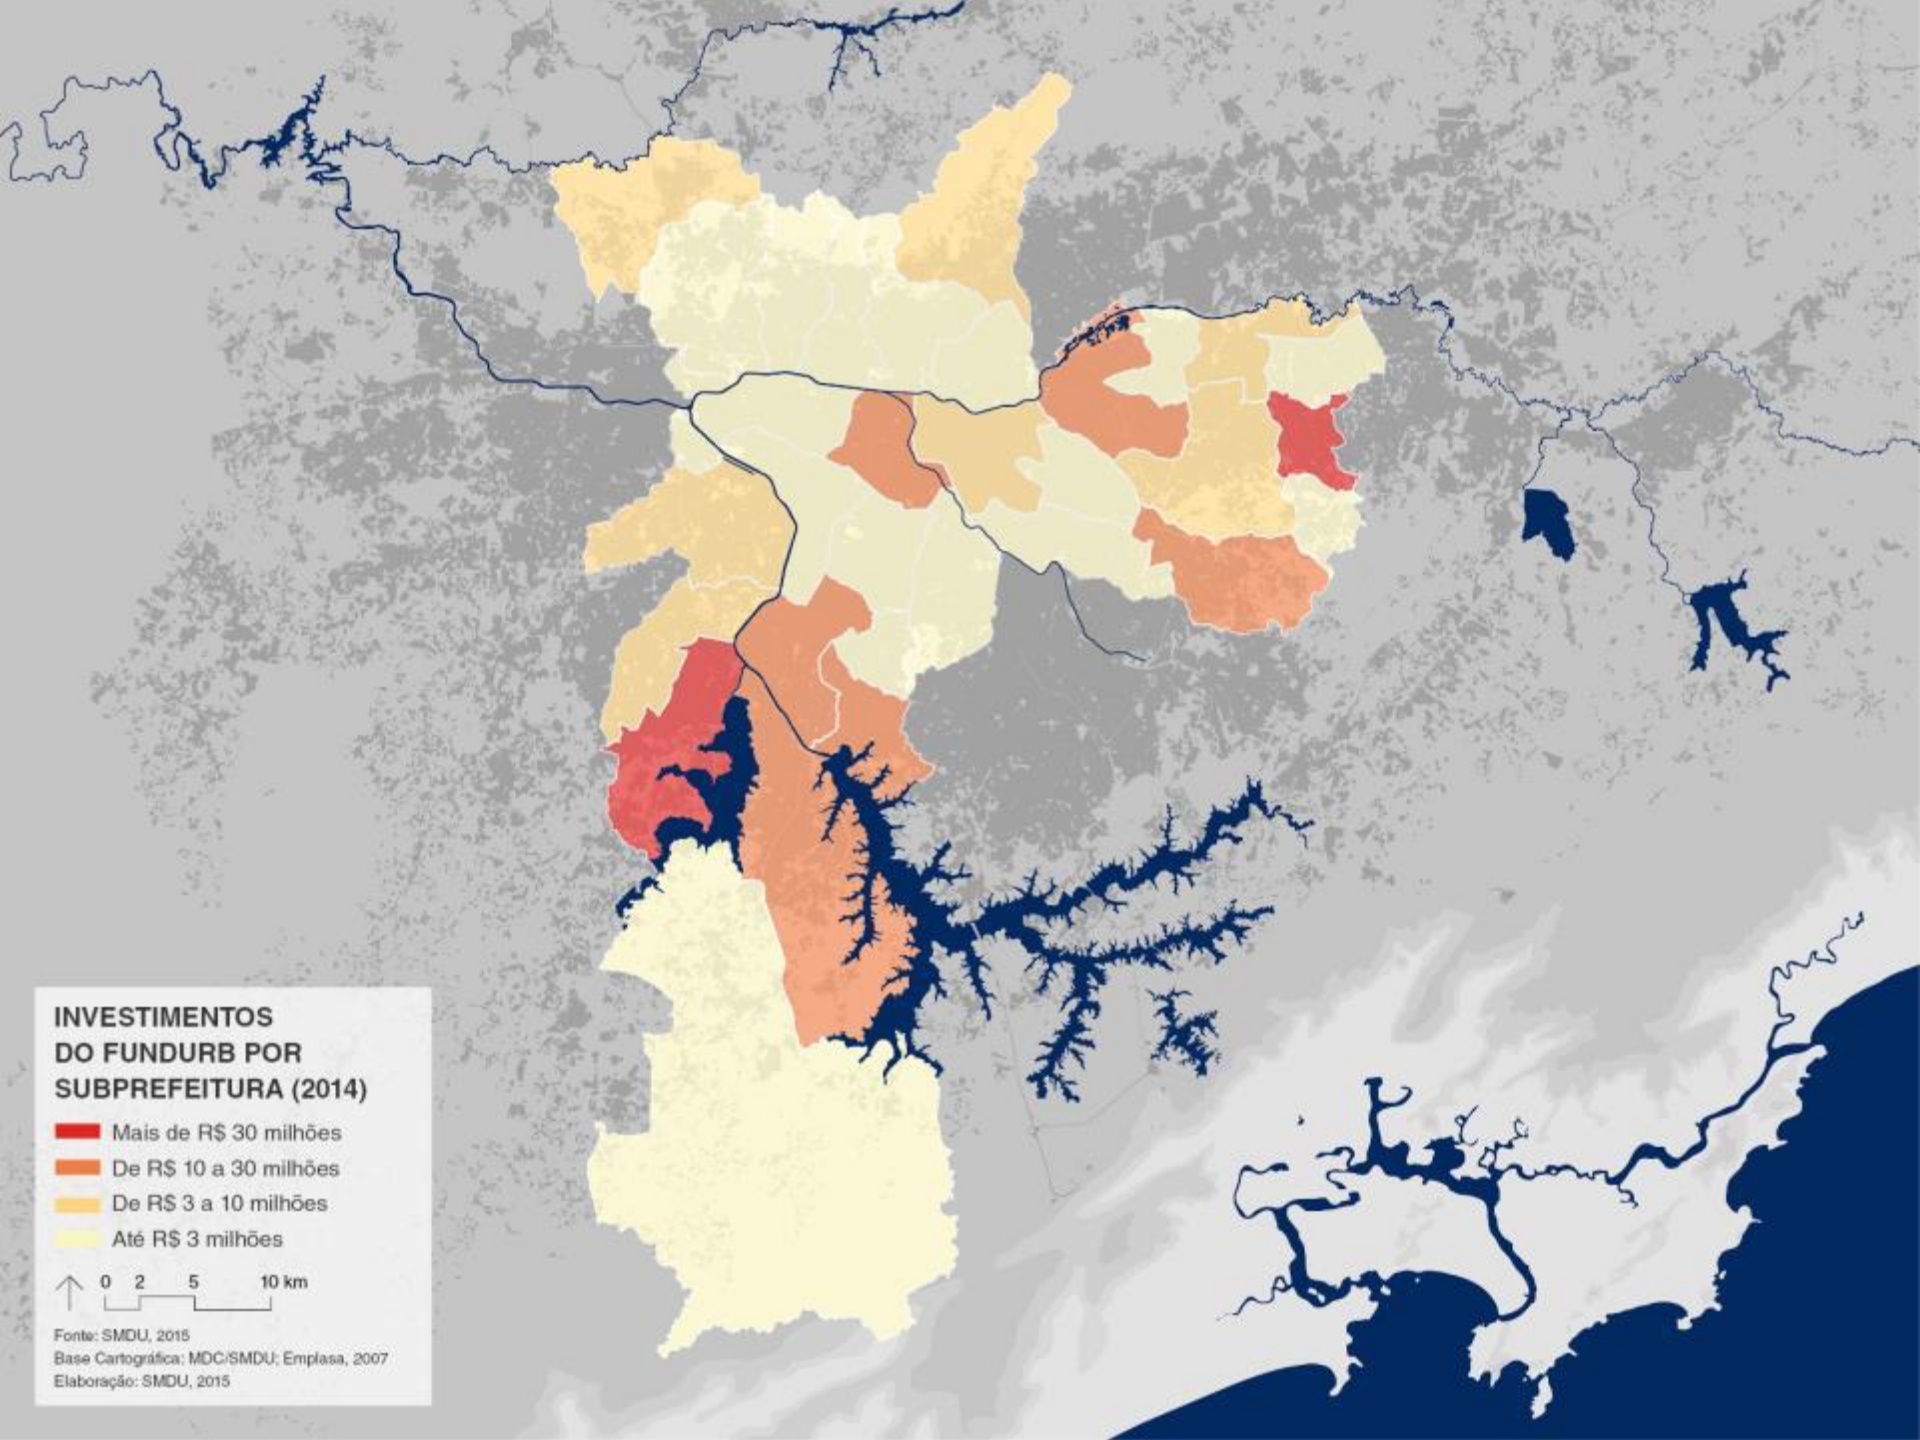 INVESTIMENTOS
DO FUNDURB POR
SUBPREFEITURA (2014)
Mais de R$ 30 milhões
De R$ 10 a 30 milhões
De R$ 3 a 10 milhões
Até R$ 3 milhões
0 2 5 10 km
Fonte: SMDU, 2015
Base Cartográfica: MDC/SMDU; Emplasa, 2007
Elaboração: SMDU, 2015